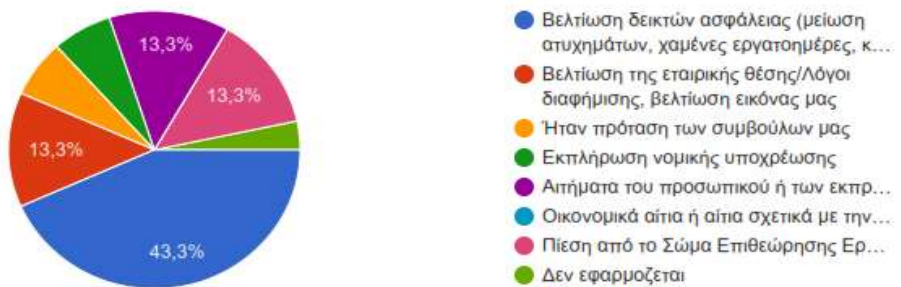 13,3%
13,3%
13,3%
43,3%
Βελτίωση δεικτών ασφάλειας (μείωση
ατυχημάτων, χαμένες εργατοημέρες, κ...
Βελτίωση της εταιρικής θέσης/Λόγοι
διαφήμισης, βελτίωση εικόνας μας
Ήταν πρόταση των συμβούλων μας
Εκπλήρωση νομικής υποχρέωσης
Αιτήματα του προσωπικού ή των εκπρ...
Οικονομικά αίτια ή αίτια σχετικά με την...
Πίεση από το Σώμα Επιθεώρησης Ερ...
Δεν εφαρμοζεται